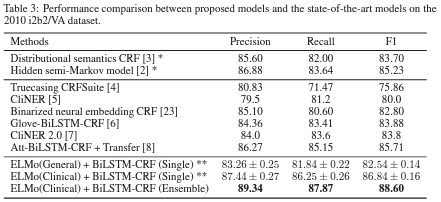 Table 3: Performance comparison between proposed models and the state-of-the-art models on the
2010 i2b2/VA dataset.
Methods Precision Recall F1
Distributional semantics CRF [3] * 85.60 82.00 83.70
Hidden semi-Markov model [2] * 86.88 83.64 85.23
Truecasing CRFSuite [4] 80.83 71.47 75.86
CliNER [5] 79.5 81.2 80.0
Binarized neural embedding CRF [23] 85.10 80.60 82.80
Glove-BiLSTM-CRF [6] 84.36 83.41 83.88
CliNER 2.0 [7] 84.0 83.6 83.8
Att-BiLSTM-CRF + Transfer [8] 86.27 85.15 85.71
ELMo(General) + BiLSTM-CRF (Single) ** 83.26 ± 0.25 81.84 ± 0.22 82.54 ± 0.14
ELMo(Clinical) + BiLSTM-CRF (Single) ** 87.44 ± 0.27 86.25 ± 0.26 86.84 ± 0.16
ELMo(Clinical) + BiLSTM-CRF (Ensemble) 89.34 87.87 88.60